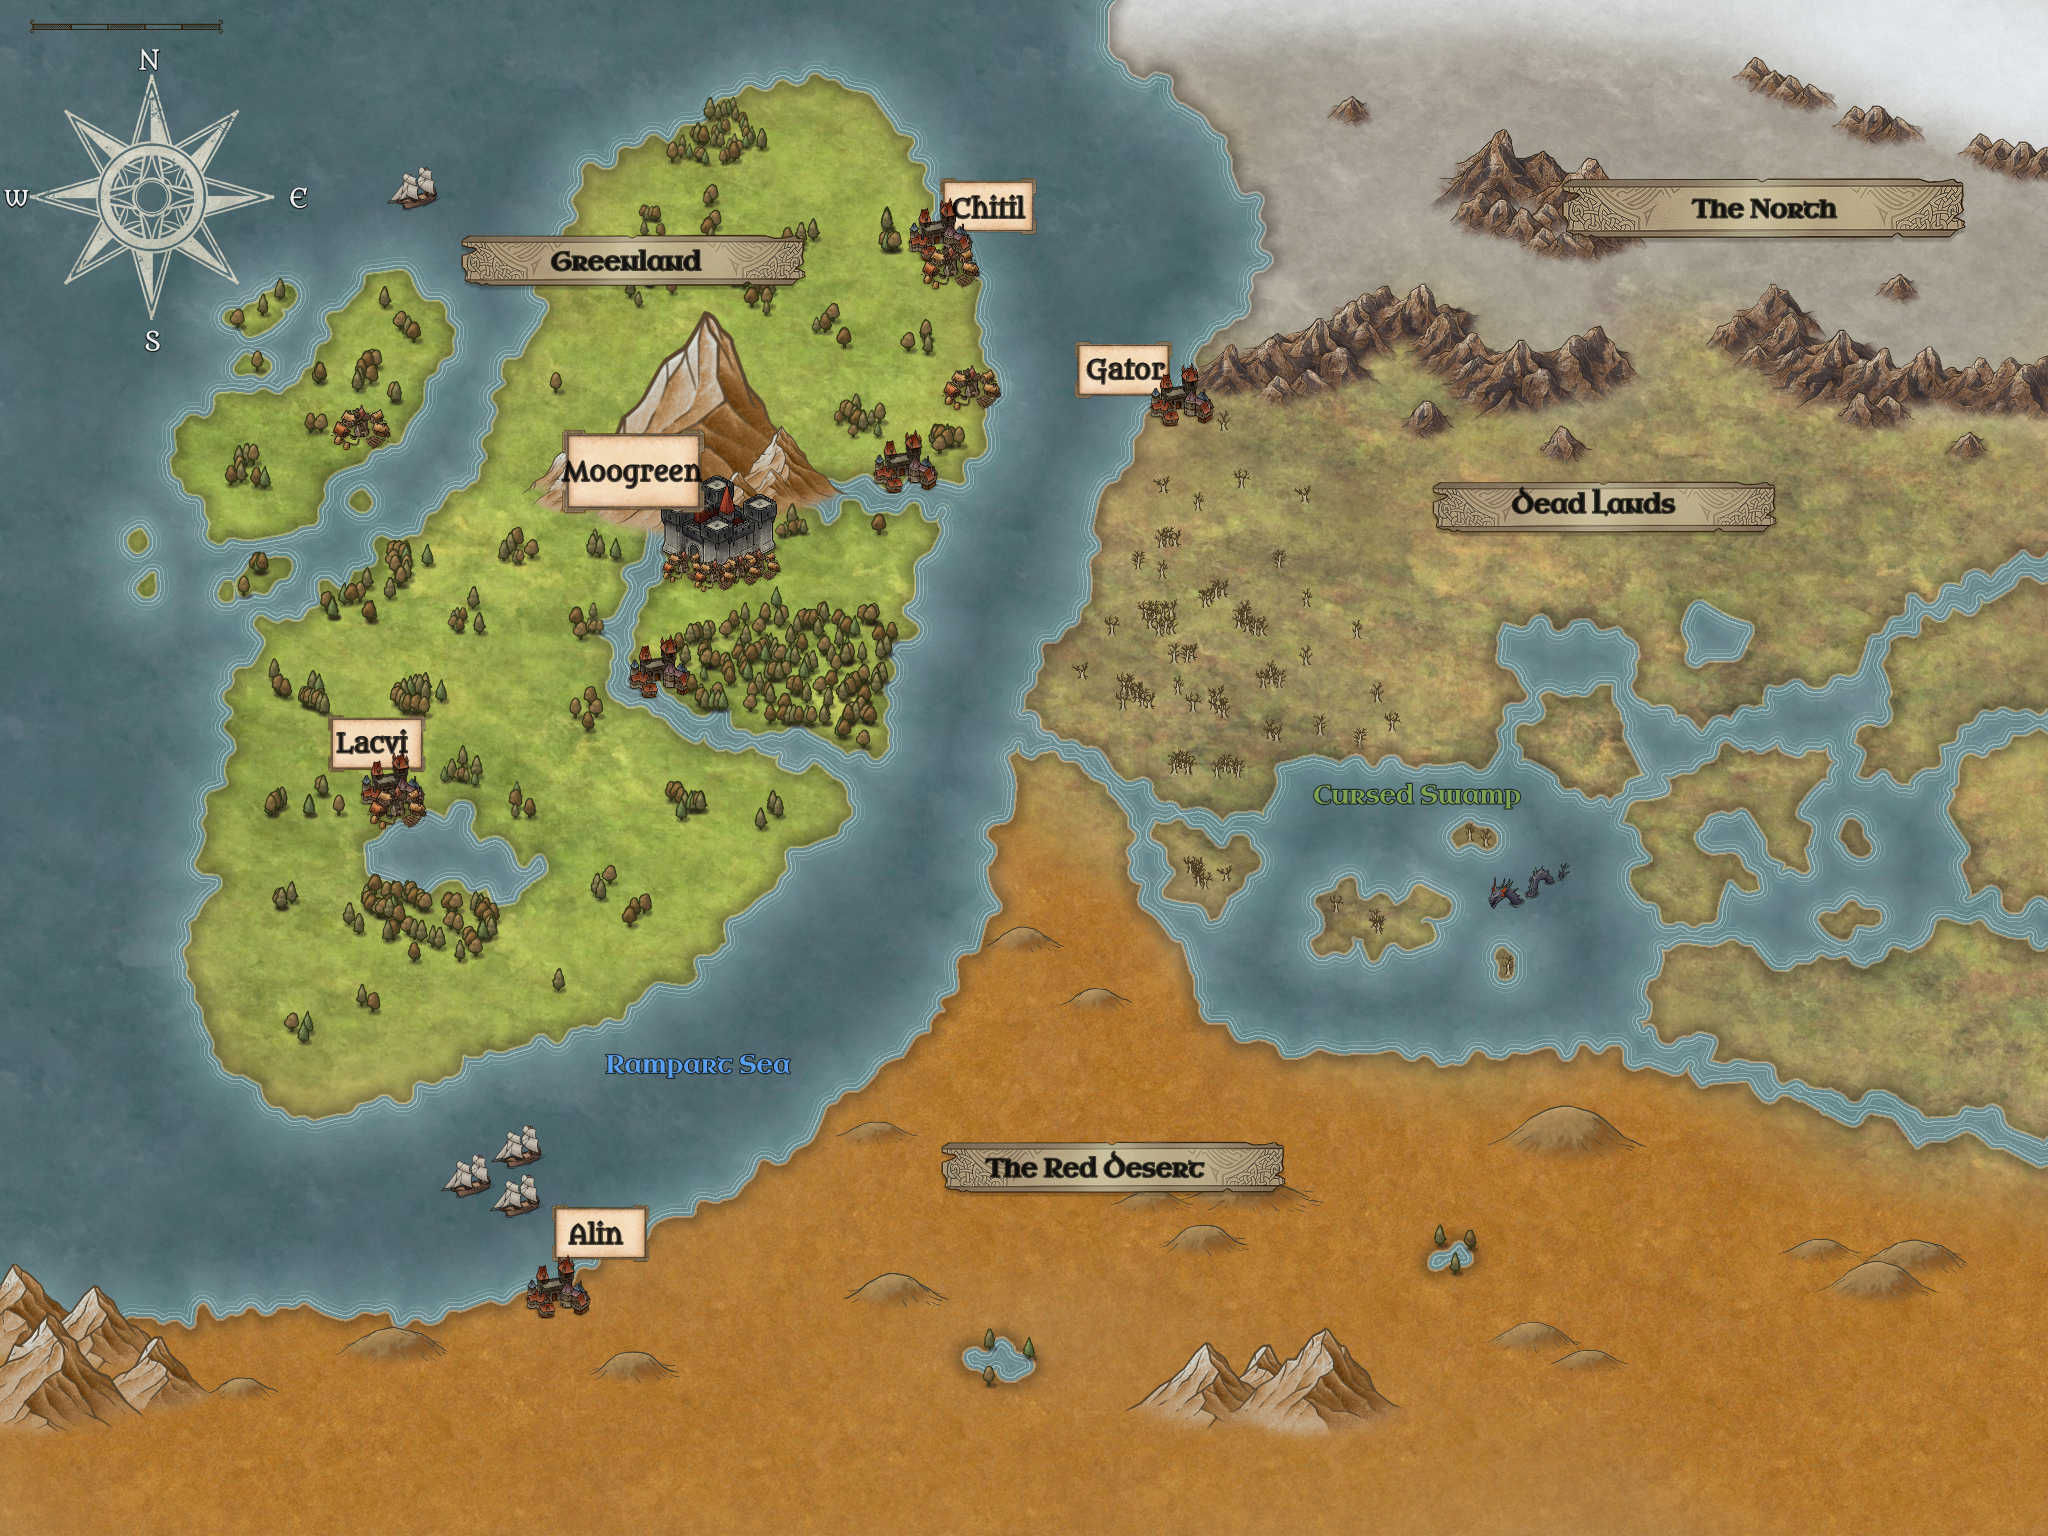 N
W
E
S
Chitil
The North
Greenland
Gator
Moogreen
Dead Lands
Lacvi
Cursed Swamp
Rampart Sea
The Red Desert
Alin